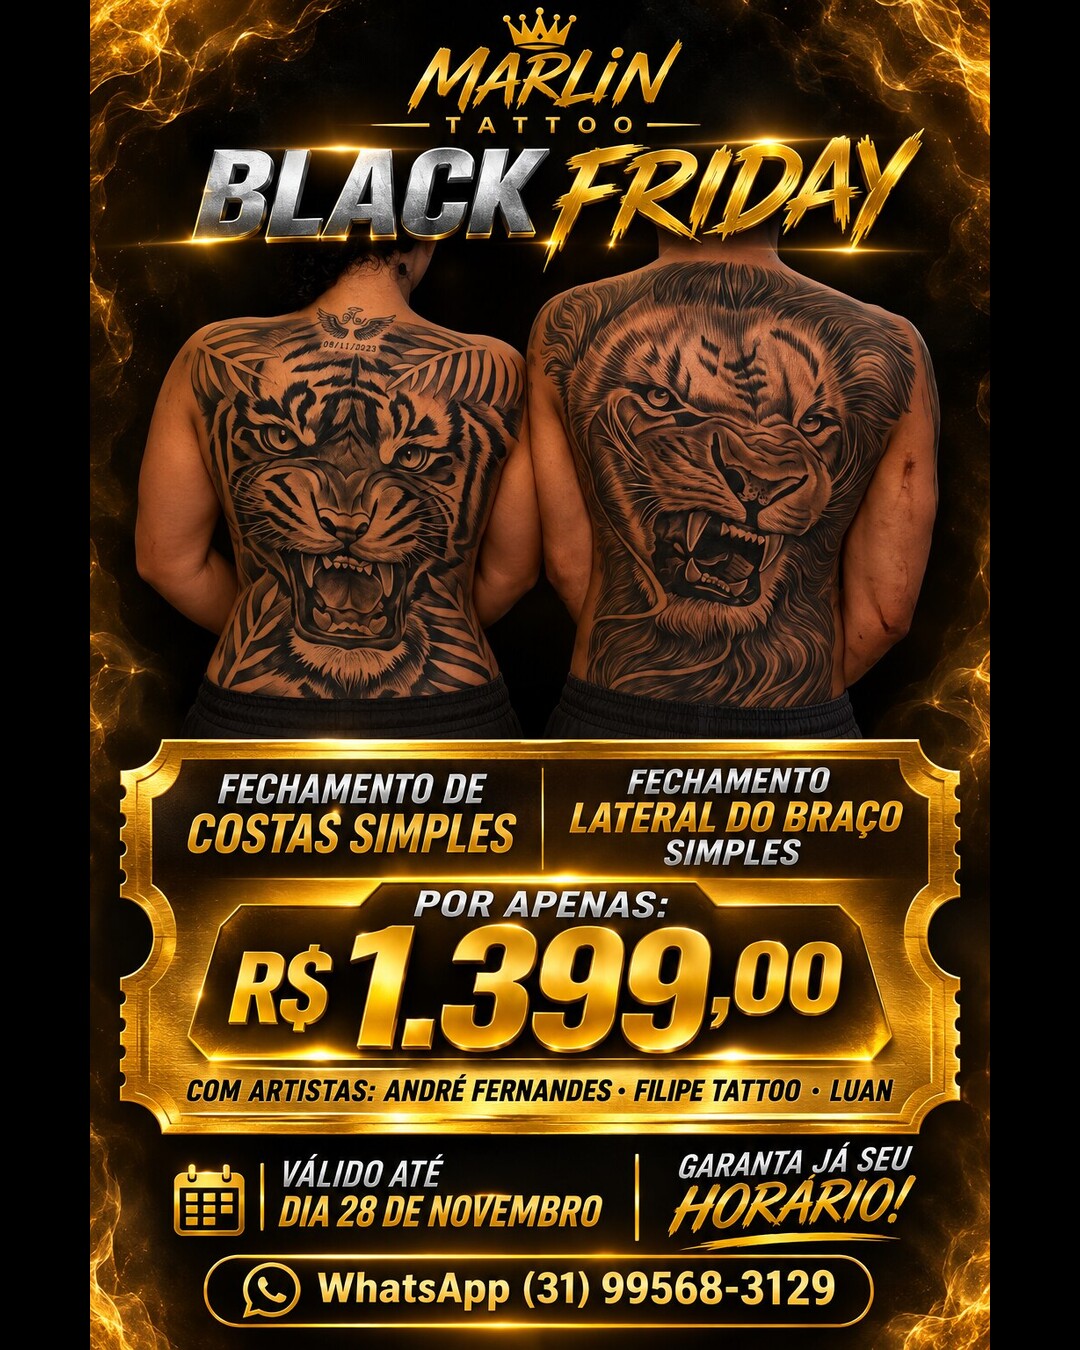 MARLiN
TATTOO
BLACK FRIDAY
08/11/2023
FECHAMENTO DE
COSTAS SIMPLES
FECHAMENTO
LATERAL DO BRAÇO
SIMPLES
POR APENAS:
R$ 1.399,00
COM ARTISTAS: ANDRÉ FERNANDES · FILIPE TATTOO · LUAN
VÁLIDO ATÉ
DIA 28 DE NOVEMBRO
GARANTA JÁ SEU
HORÁRIO!
WhatsApp (31) 99568-3129